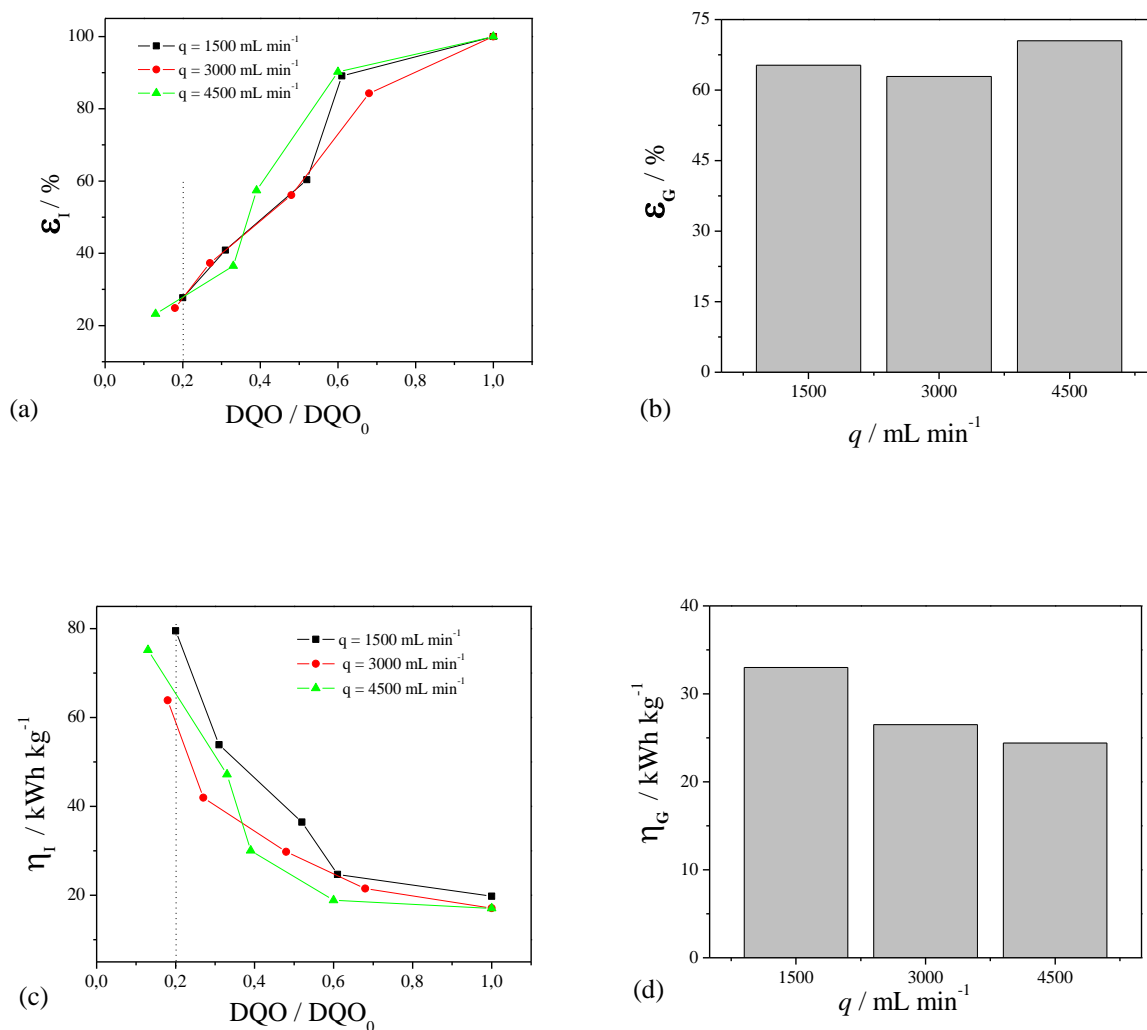 100
80
60
40
20
0,0 0,2 0,4 0,6 0,8 1,0
q = 1500 mL min⁻¹
q = 3000 mL min⁻¹
q = 4500 mL min⁻¹
ε_I / %
DQO / DQO₀
(a)
75
60
45
30
15
0
1500 3000 4500
ε_G / %
q / mL min⁻¹
(b)
80
60
40
20
0,0 0,2 0,4 0,6 0,8 1,0
q = 1500 mL min⁻¹
q = 3000 mL min⁻¹
q = 4500 mL min⁻¹
η_I / kWh kg⁻¹
DQO / DQO₀
(c)
40
30
20
10
0
1500 3000 4500
η_G / kWh kg⁻¹
q / mL min⁻¹
(d)